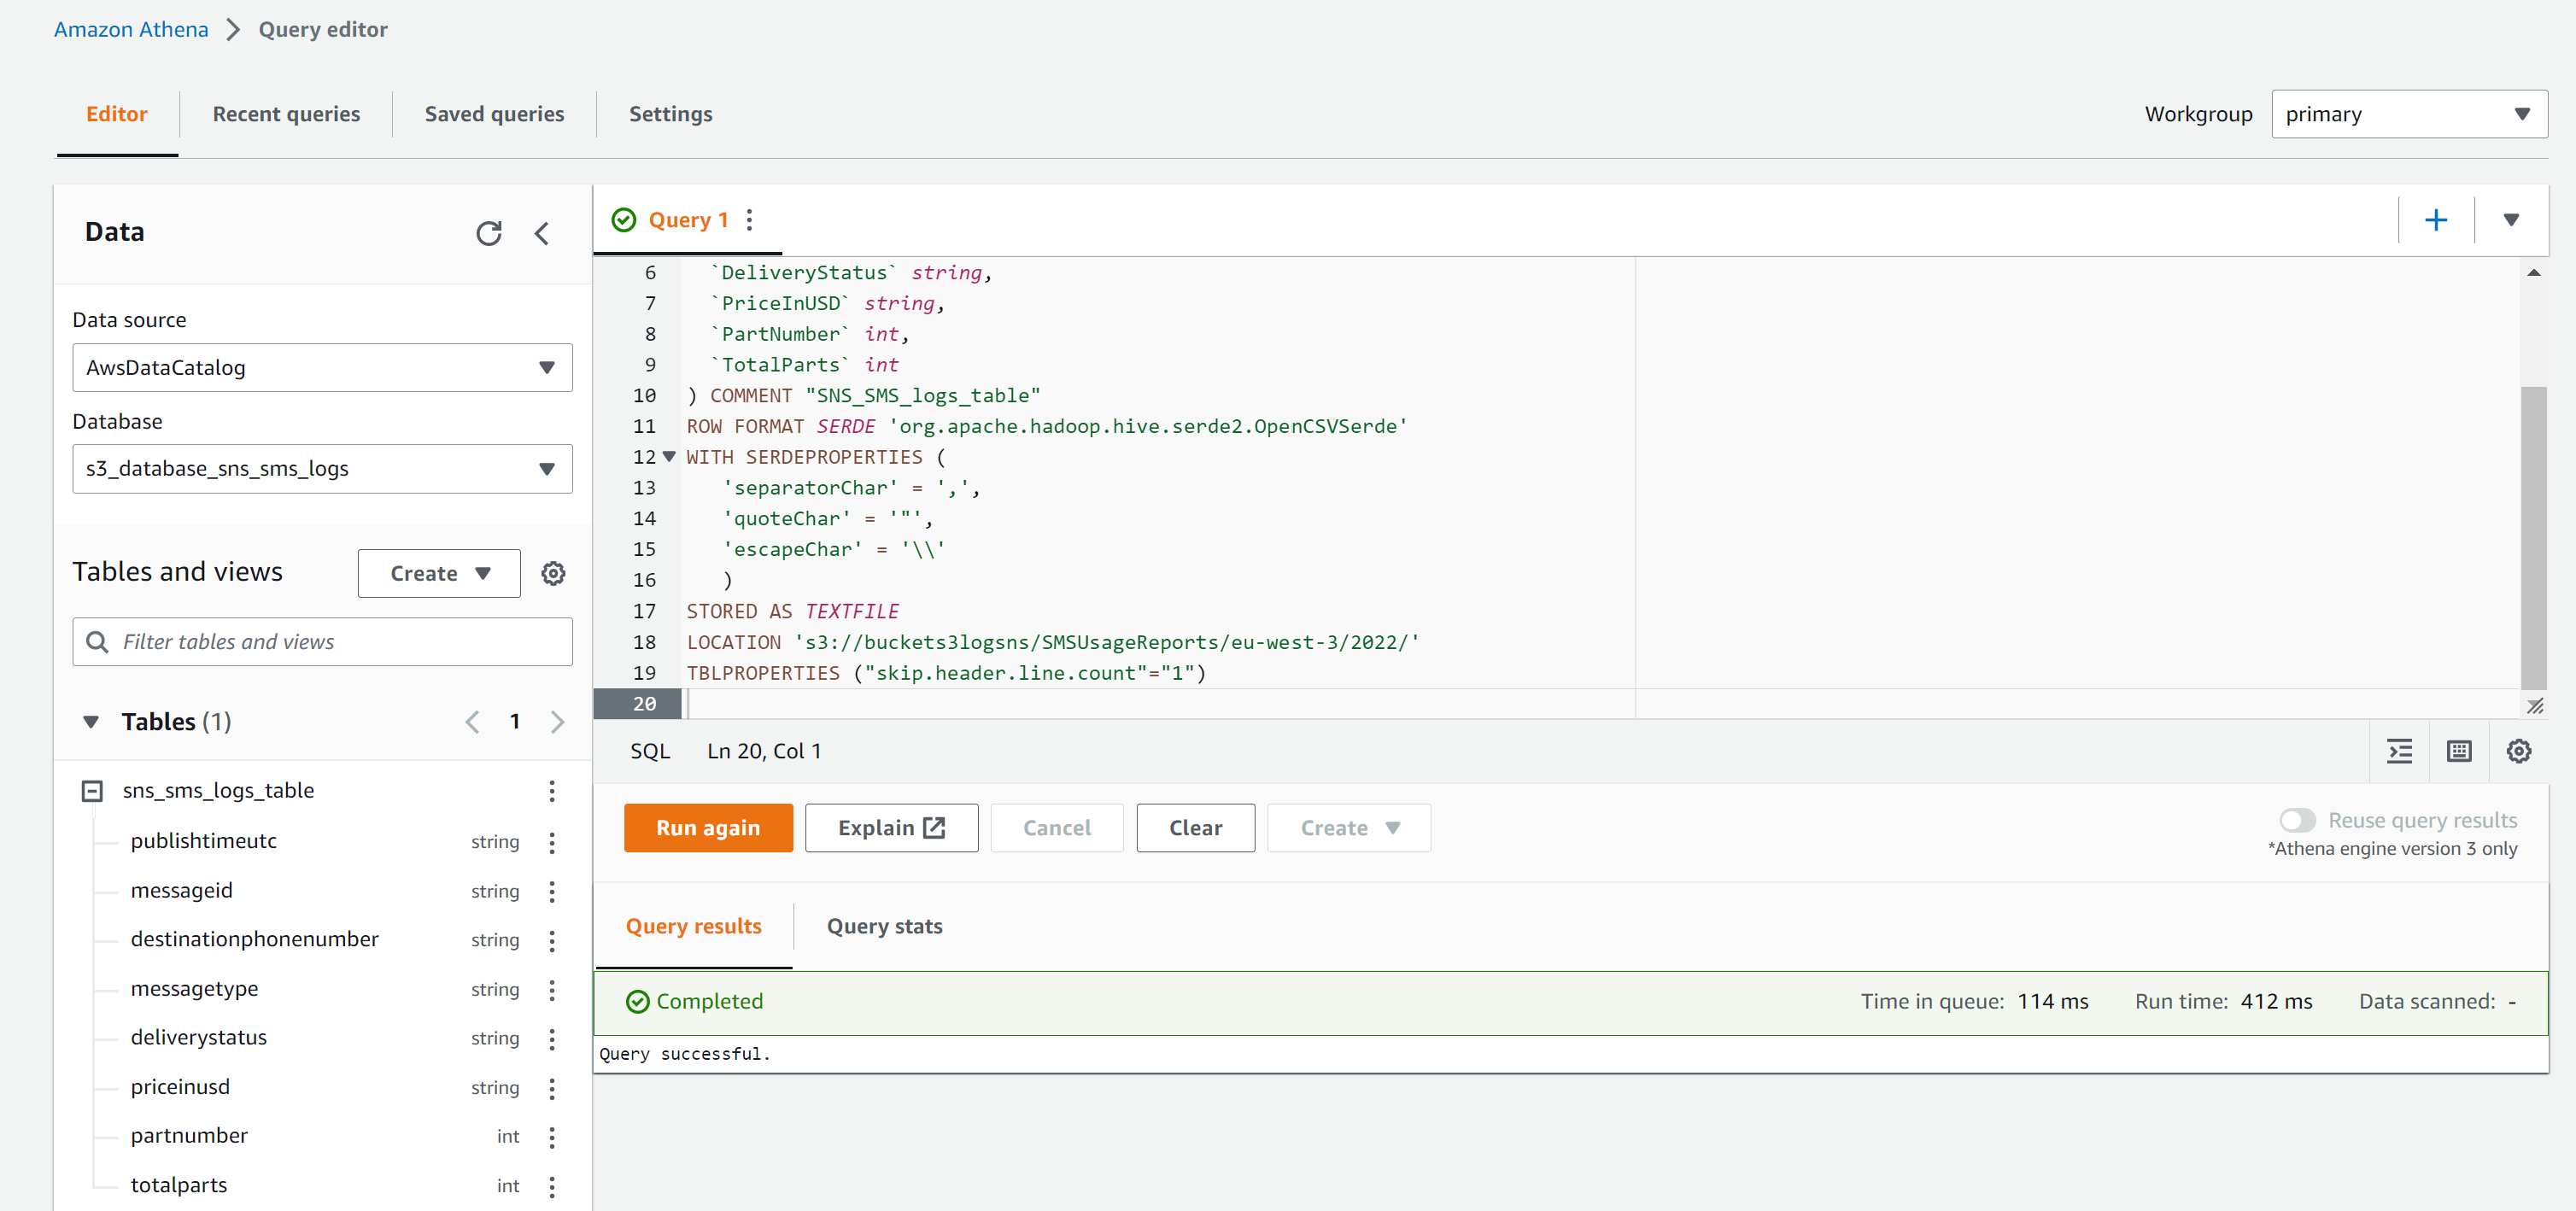 Amazon Athena > Query editor
Editor Recent queries Saved queries Settings
Workgroup primary
Data
Data source
AwsDataCatalog
Database
s3_database_sns_sms_logs
Tables and views Create
Filter tables and views
Tables (1) 1
sns_sms_logs_table
publishtimeutc string
messageid string
destinationphonenumber string
messagetype string
deliverystatus string
priceinusd string
partnumber int
totalparts int
Query 1
6 `DeliveryStatus` string,
7 `PriceInUSD` string,
8 `PartNumber` int,
9 `TotalParts` int
10 ) COMMENT "SNS_SMS_logs_table"
11 ROW FORMAT SERDE 'org.apache.hadoop.hive.serde2.OpenCSVSerde'
12 WITH SERDEPROPERTIES (
13 'separatorChar' = ',',
14 'quoteChar' = '"',
15 'escapeChar' = '\\'
16 )
17 STORED AS TEXTFILE
18 LOCATION 's3://buckets3logsns/SMSUsageReports/eu-west-3/2022/'
19 TBLPROPERTIES ("skip.header.line.count"="1")
20
SQL Ln 20, Col 1
Run again Explain Cancel Clear Create
Reuse query results
*Athena engine version 3 only
Query results Query stats
Completed Time in queue: 114 ms Run time: 412 ms Data scanned: -
Query successful.